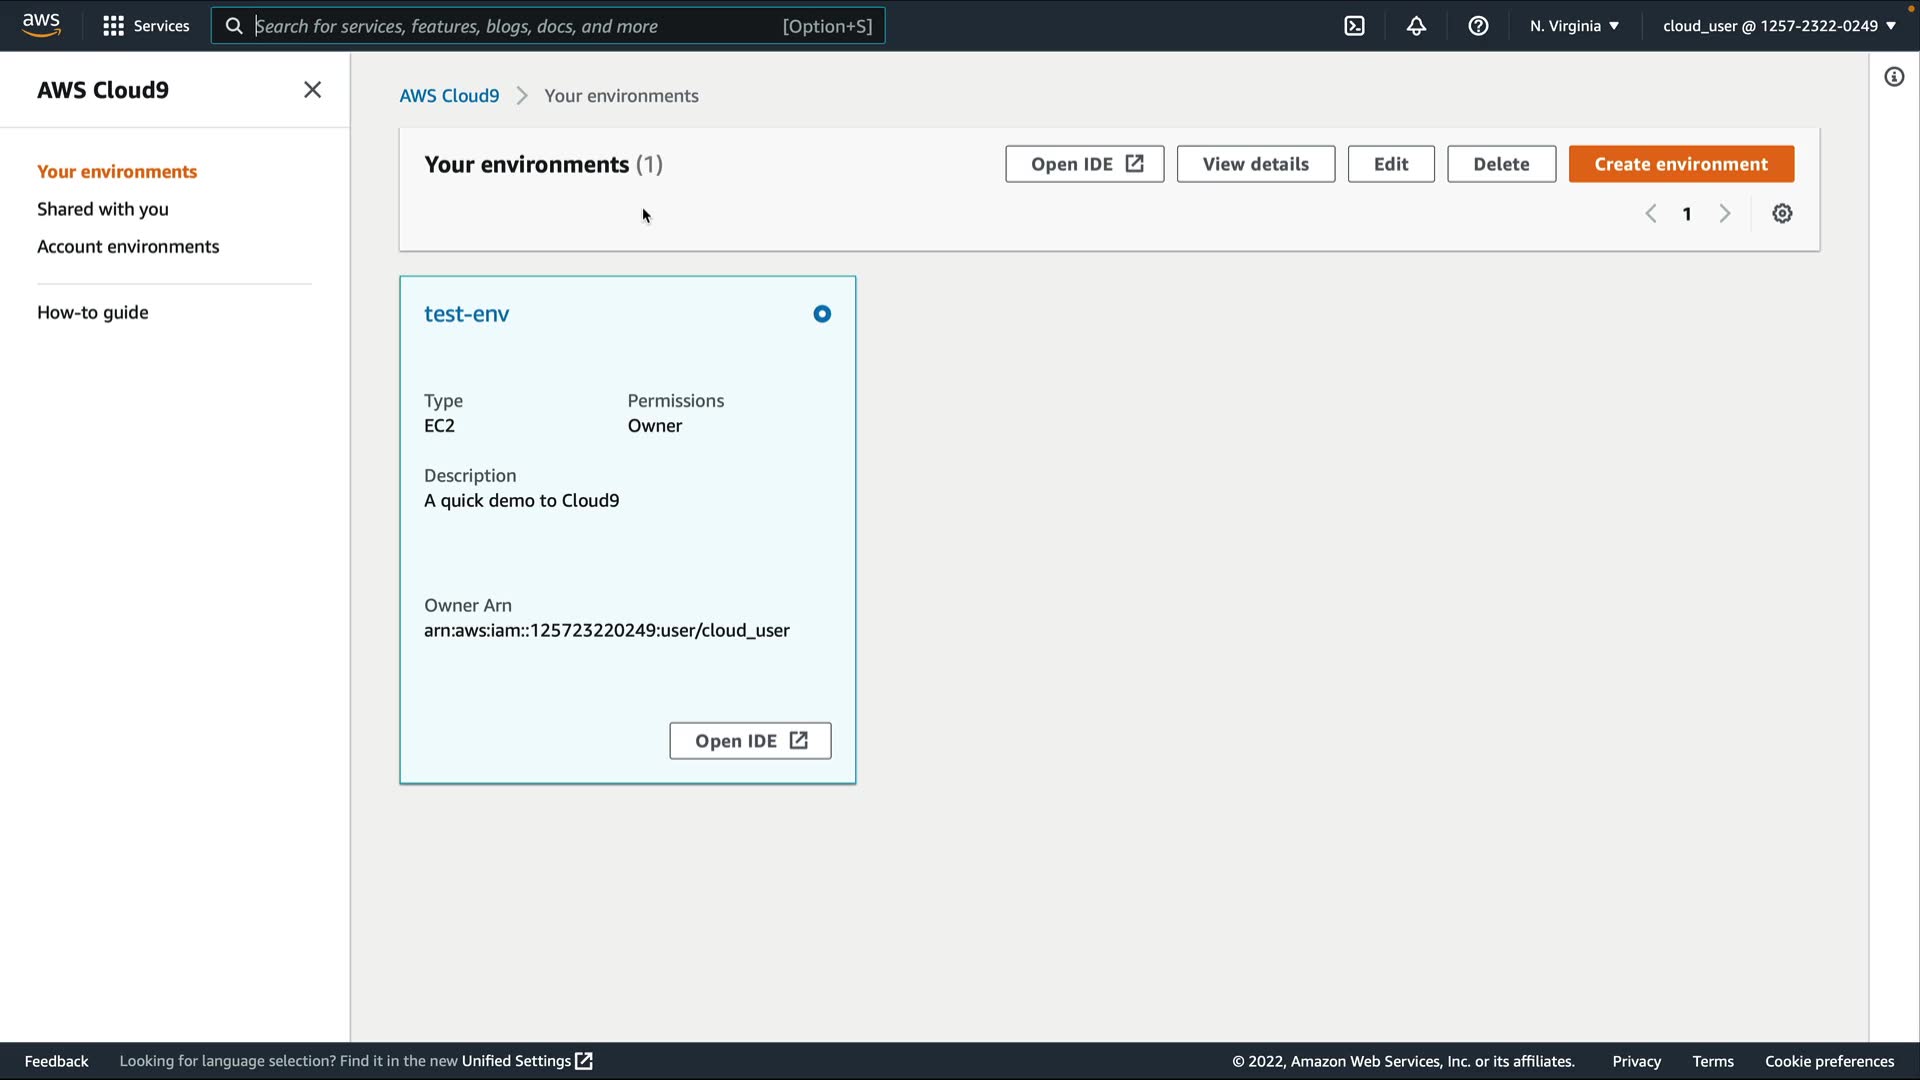 aws
Services
Search for services, features, blogs, docs, and more
[Option+S]
N. Virginia
cloud_user @ 1257-2322-0249
AWS Cloud9
Your environments
Shared with you
Account environments
How-to guide
AWS Cloud9
Your environments
Your environments (1)
Open IDE
View details
Edit
Delete
Create environment
1
test-env
Type
EC2
Permissions
Owner
Description
A quick demo to Cloud9
Owner Arn
arn:aws:iam::125723220249:user/cloud_user
Open IDE
Feedback
Looking for language selection? Find it in the new Unified Settings
© 2022, Amazon Web Services, Inc. or its affiliates.
Privacy
Terms
Cookie preferences